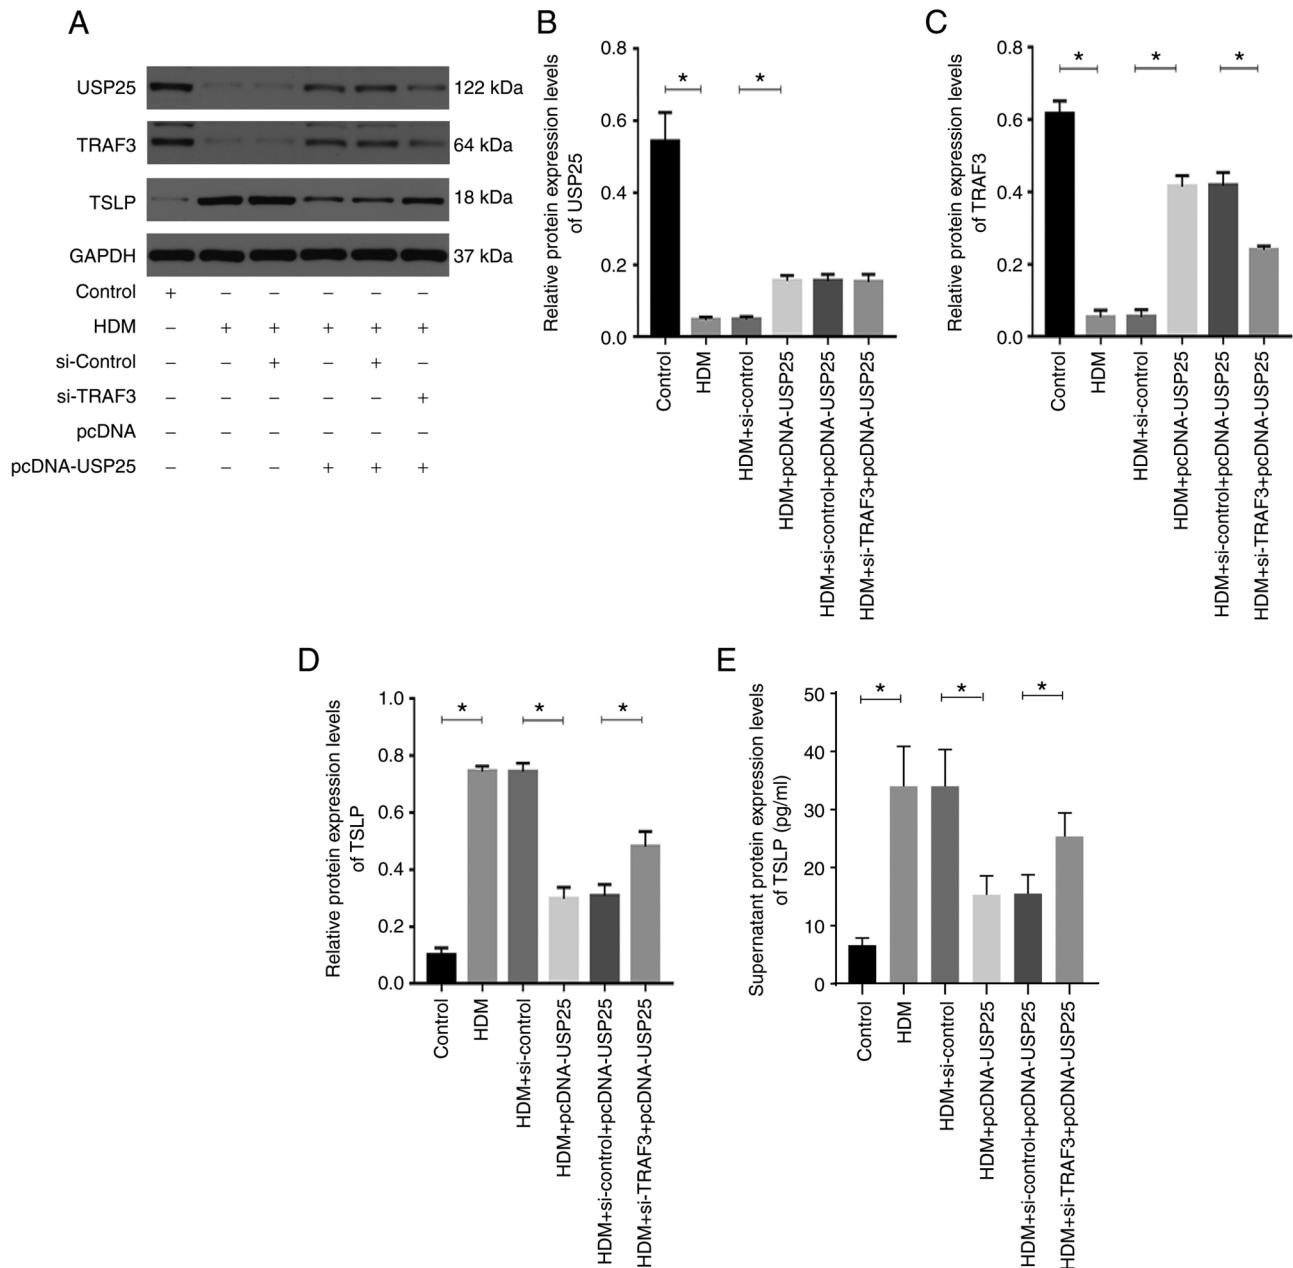 A
USP25 122 kDa
TRAF3 64 kDa
TSLP 18 kDa
GAPDH 37 kDa
Control + − − − − −
HDM − + + + + +
si-Control − − + − + −
si-TRAF3 − − − − − +
pcDNA − − − − − −
pcDNA-USP25 − − − + + +
B
Relative protein expression levels
of USP25
0.8
0.6
0.4
0.2
0.0
* *
Control
HDM
HDM+si-control
HDM+pcDNA-USP25
HDM+si-control+pcDNA-USP25
HDM+si-TRAF3+pcDNA-USP25
C
Relative protein expression levels
of TRAF3
0.8
0.6
0.4
0.2
0.0
* * *
Control
HDM
HDM+si-control
HDM+pcDNA-USP25
HDM+si-control+pcDNA-USP25
HDM+si-TRAF3+pcDNA-USP25
D
Relative protein expression levels
of TSLP
1.0
0.8
0.6
0.4
0.2
0.0
* * *
Control
HDM
HDM+si-control
HDM+pcDNA-USP25
HDM+si-control+pcDNA-USP25
HDM+si-TRAF3+pcDNA-USP25
E
Supernatant protein expression levels
of TSLP (pg/ml)
50
40
30
20
10
0
* * *
Control
HDM
HDM+si-control
HDM+pcDNA-USP25
HDM+si-control+pcDNA-USP25
HDM+si-TRAF3+pcDNA-USP25